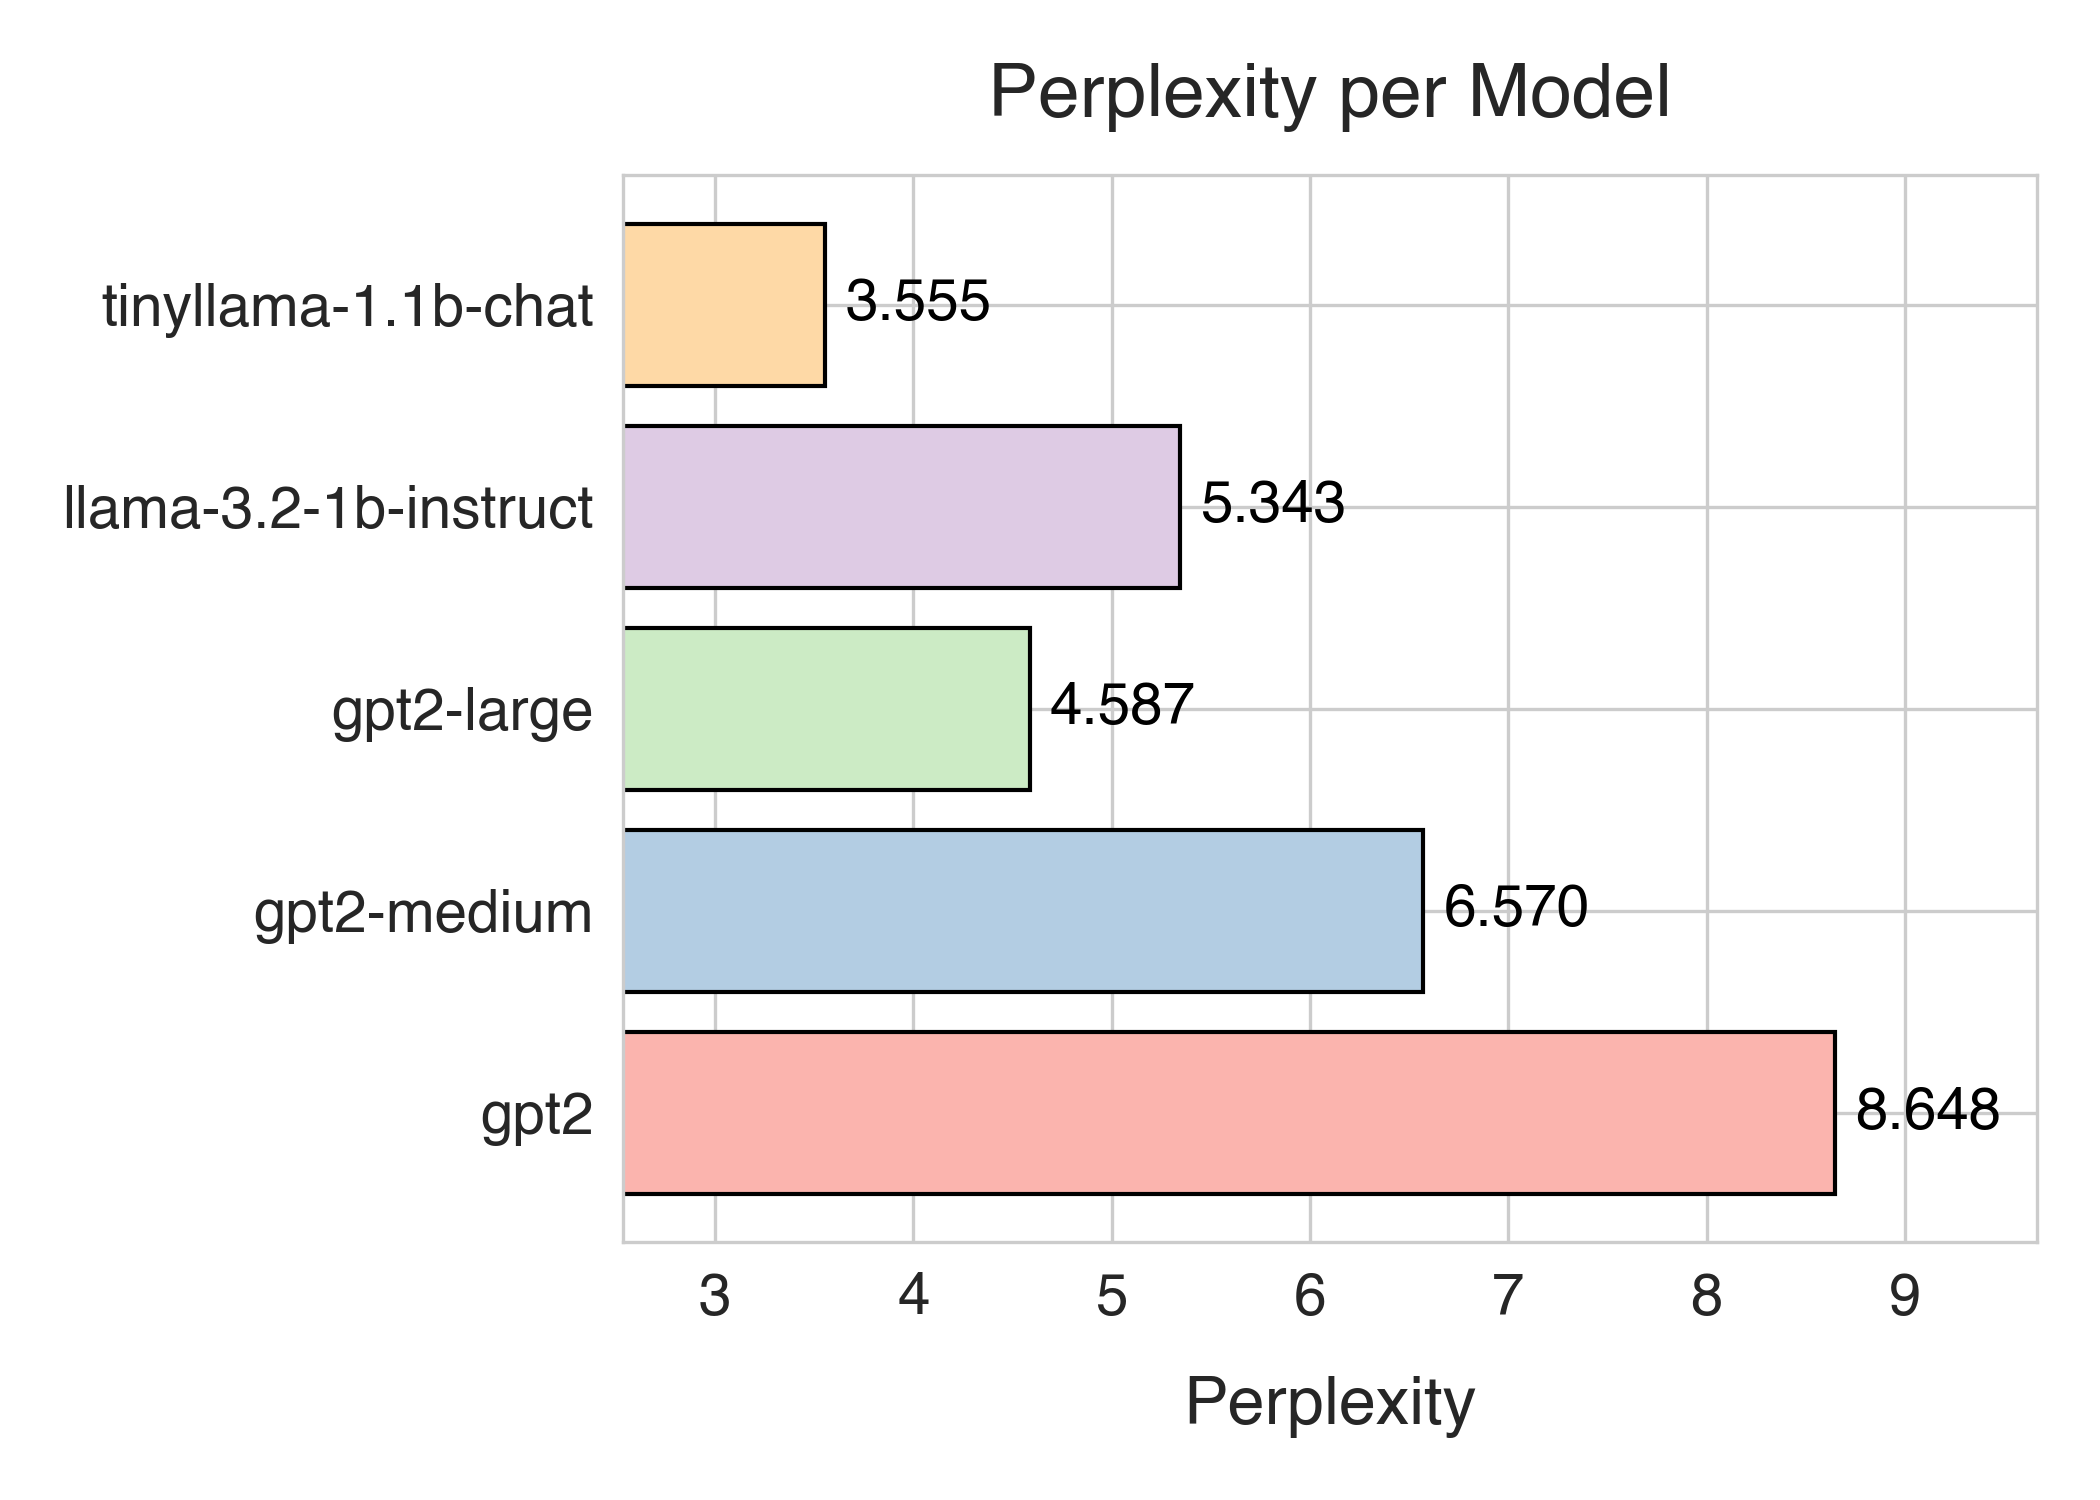 Perplexity per Model
tinyllama-1.1b-chat
3.555
llama-3.2-1b-instruct
5.343
gpt2-large
4.587
gpt2-medium
6.570
gpt2
8.648
3 4 5 6 7 8 9
Perplexity